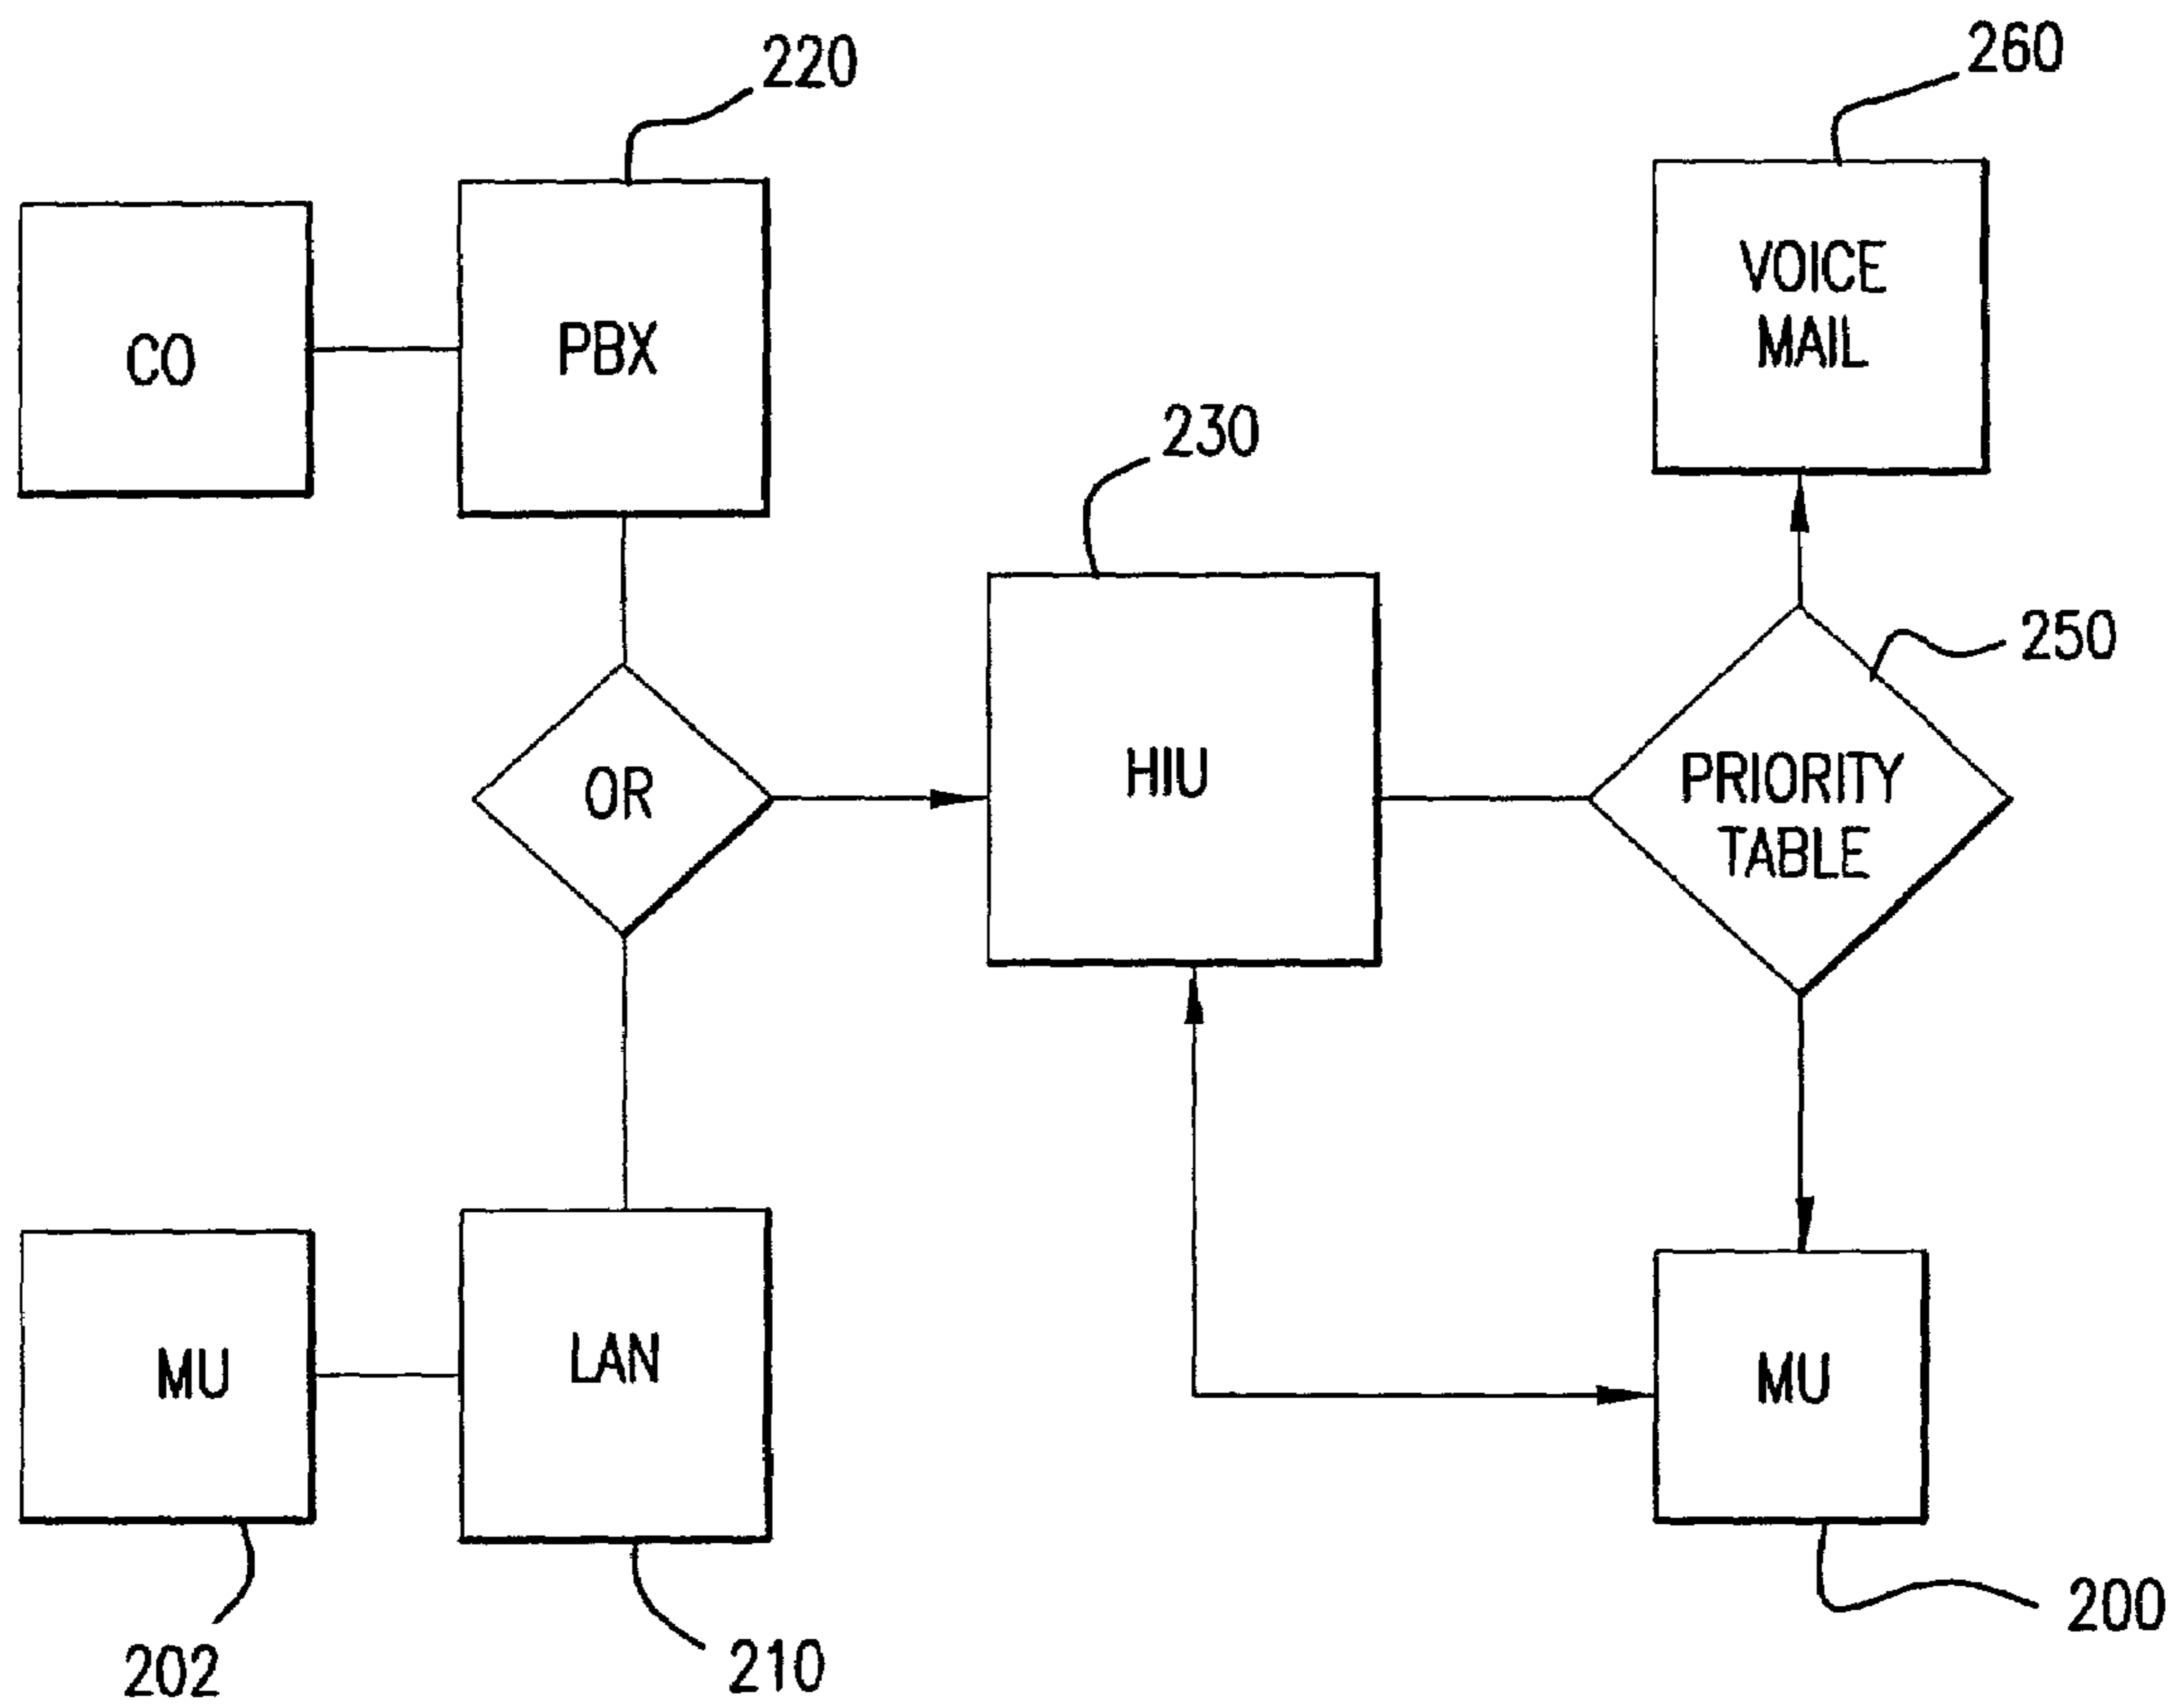 220
260
CO
PBX
VOICE
MAIL
230
250
OR
HIU
PRIORITY
TABLE
MU
LAN
MU
202
210
200